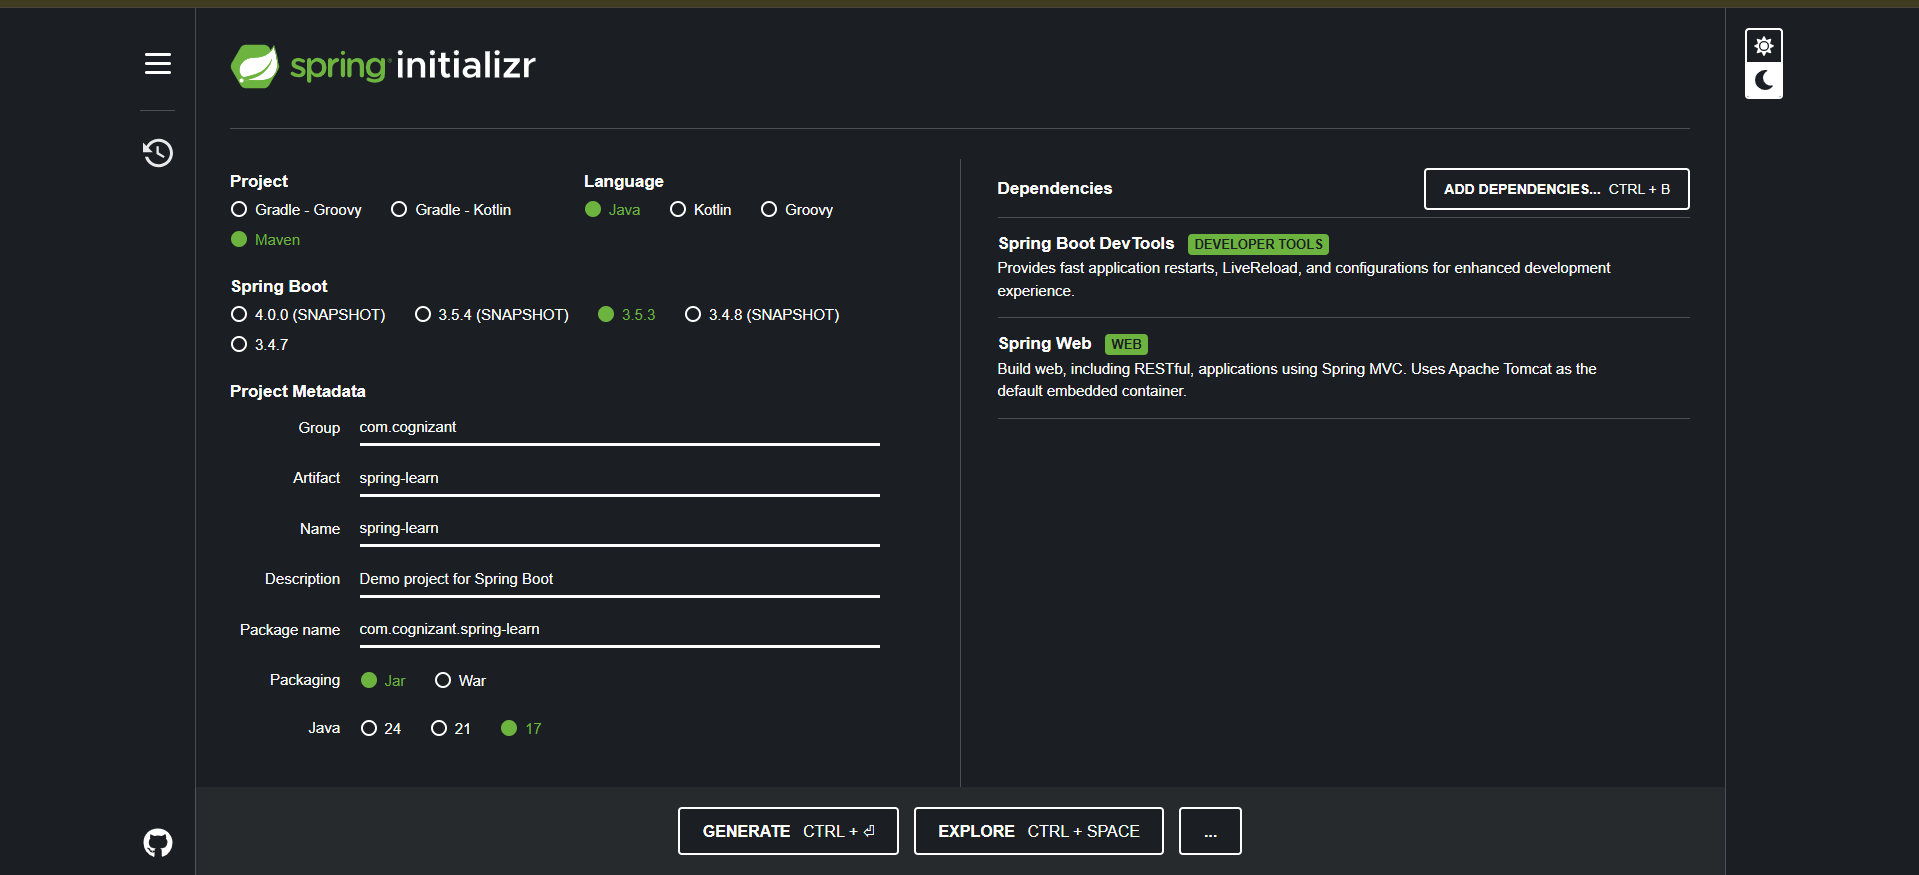 spring initializr
Project
Gradle - Groovy Gradle - Kotlin
Maven
Language
Java Kotlin Groovy
Spring Boot
4.0.0 (SNAPSHOT) 3.5.4 (SNAPSHOT) 3.5.3 3.4.8 (SNAPSHOT)
3.4.7
Project Metadata
Group com.cognizant
Artifact spring-learn
Name spring-learn
Description Demo project for Spring Boot
Package name com.cognizant.spring-learn
Packaging Jar War
Java 24 21 17
Dependencies ADD DEPENDENCIES... CTRL + B
Spring Boot DevTools DEVELOPER TOOLS
Provides fast application restarts, LiveReload, and configurations for enhanced development
experience.
Spring Web WEB
Build web, including RESTful, applications using Spring MVC. Uses Apache Tomcat as the
default embedded container.
GENERATE CTRL + ⏎ EXPLORE CTRL + SPACE ...